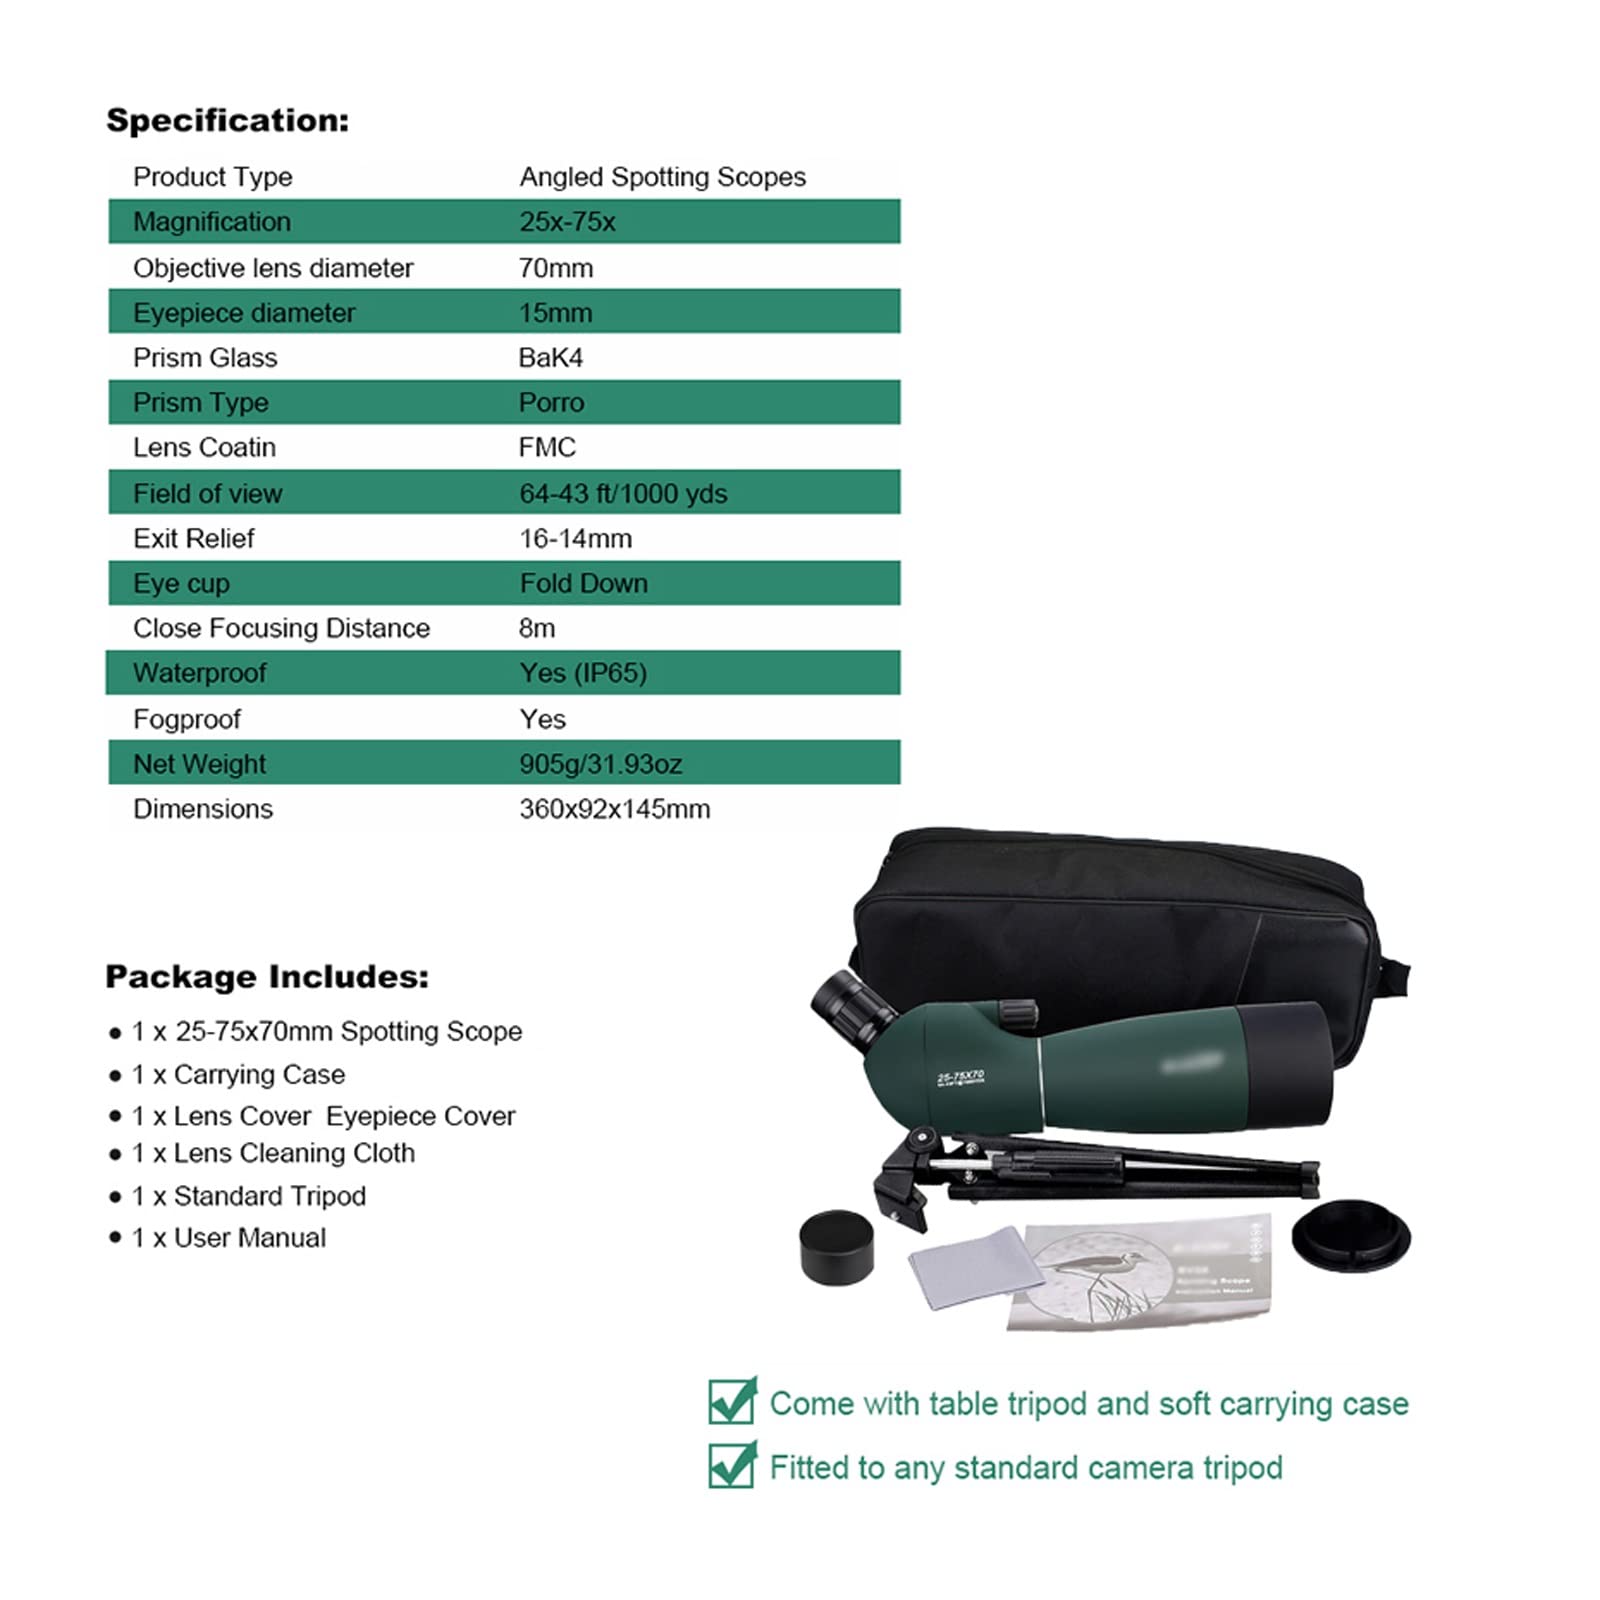 Specification:
Product Type Angled Spotting Scopes
Magnification 25x-75x
Objective lens diameter 70mm
Eyepiece diameter 15mm
Prism Glass BaK4
Prism Type Porro
Lens Coatin FMC
Field of view 64-43 ft/1000 yds
Exit Relief 16-14mm
Eye cup Fold Down
Close Focusing Distance 8m
Waterproof Yes (IP65)
Fogproof Yes
Net Weight 905g/31.93oz
Dimensions 360x92x145mm
Package Includes:
● 1 x 25-75x70mm Spotting Scope
● 1 x Carrying Case
● 1 x Lens Cover Eyepiece Cover
● 1 x Lens Cleaning Cloth
● 1 x Standard Tripod
● 1 x User Manual
25-75X70
Scope
Manual
Come with table tripod and soft carrying case
Fitted to any standard camera tripod